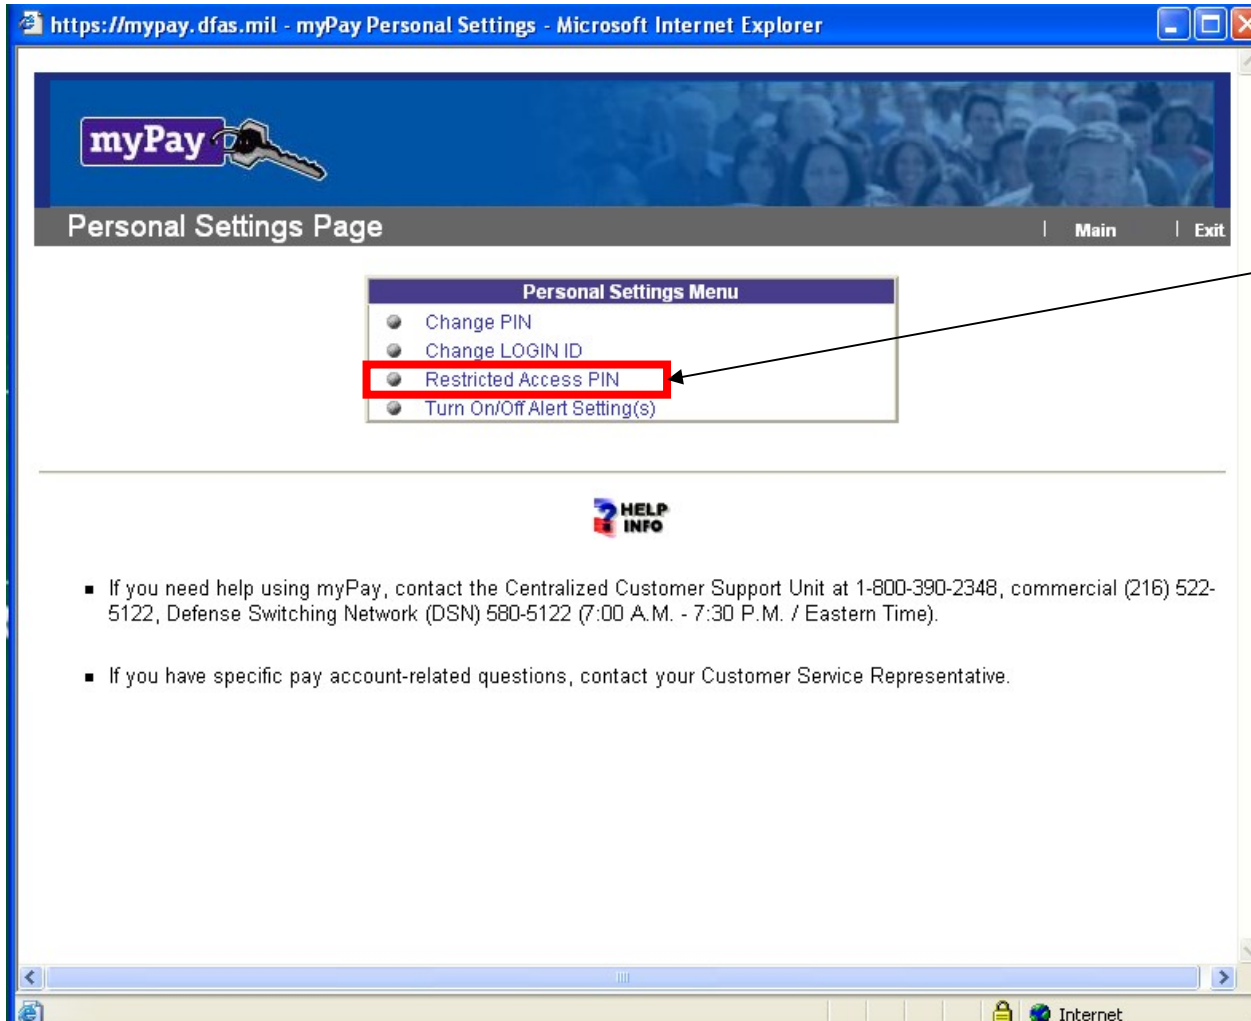 https://mypay.dfas.mil - myPay Personal Settings - Microsoft Internet Explorer
myPay
Personal Settings Page
| Main | Exit
Personal Settings Menu
Change PIN
Change LOGIN ID
Restricted Access PIN
Turn On/Off Alert Setting(s)
? HELP
INFO
If you need help using myPay, contact the Centralized Customer Support Unit at 1-800-390-2348, commercial (216) 522-
5122, Defense Switching Network (DSN) 580-5122 (7:00 A.M. - 7:30 P.M. / Eastern Time).
If you have specific pay account-related questions, contact your Customer Service Representative.
Internet